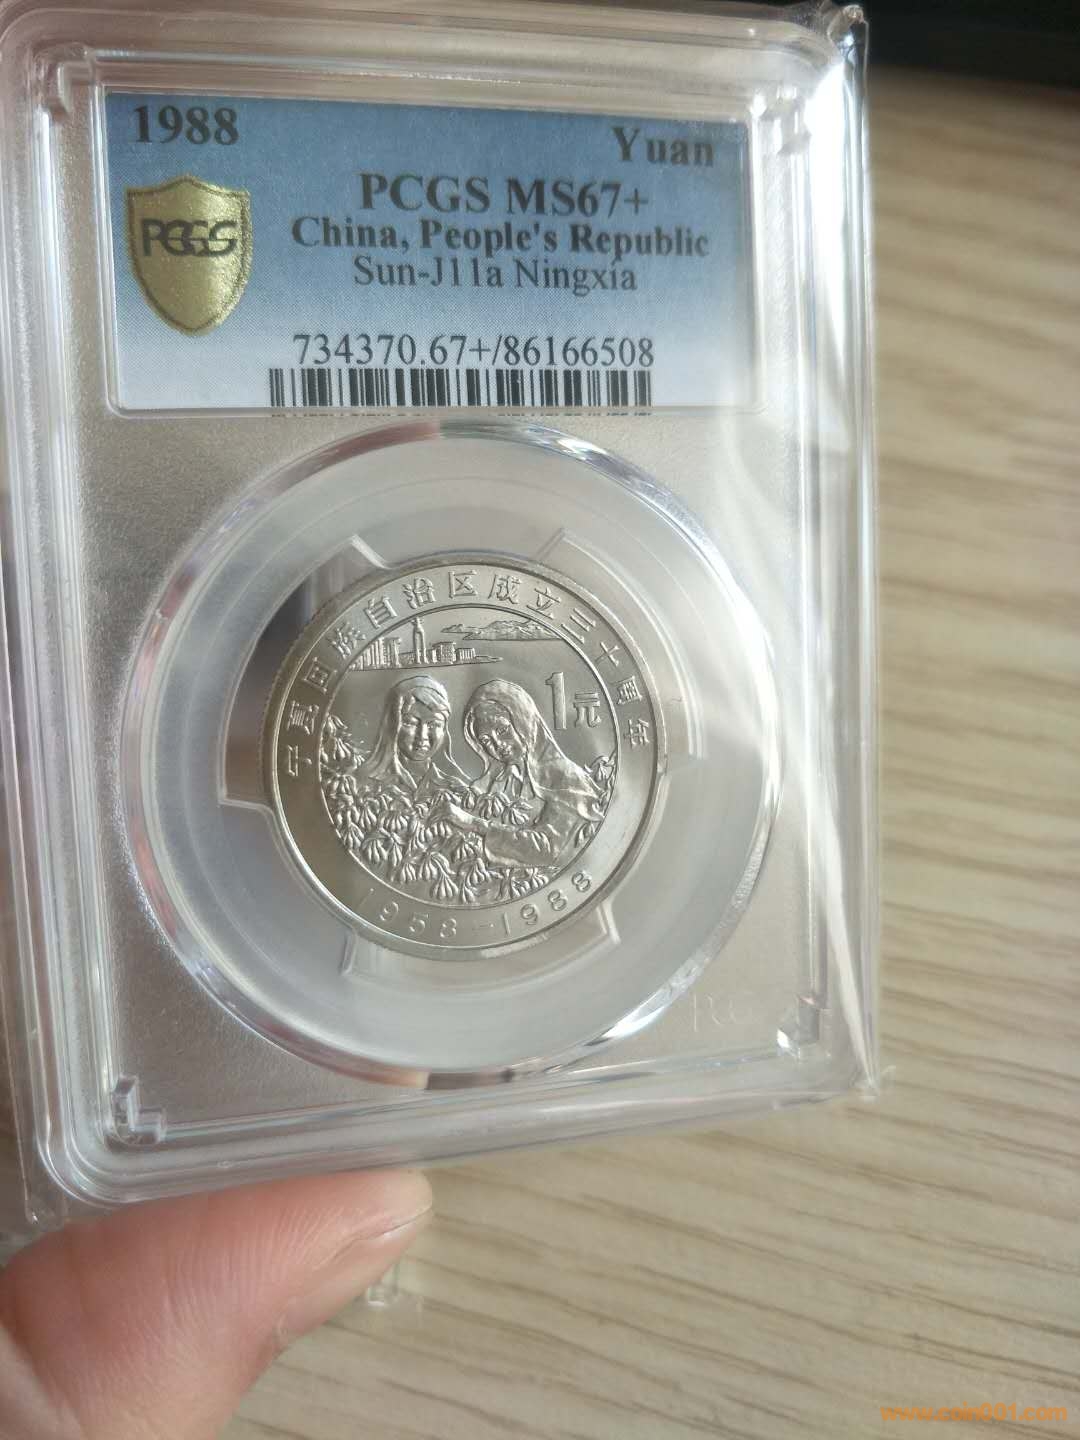 1988
Yuan
PCGS MS67+
PCGS
China, People's Republic
Sun-J11a Ningxia
734370.67+/86166508
宁夏回族自治区成立三十周年
1元
1958-1988
www.coin001.com